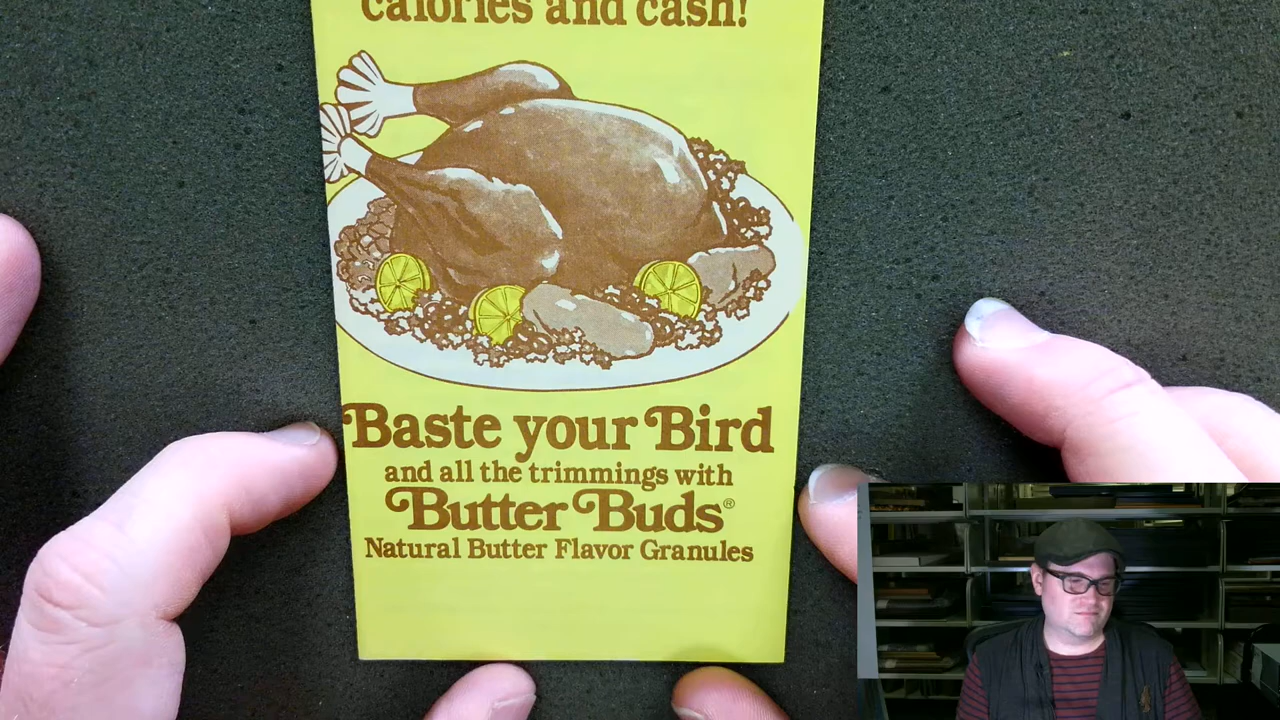 calories and cash!
Baste your Bird
and all the trimmings with
Butter Buds®
Natural Butter Flavor Granules